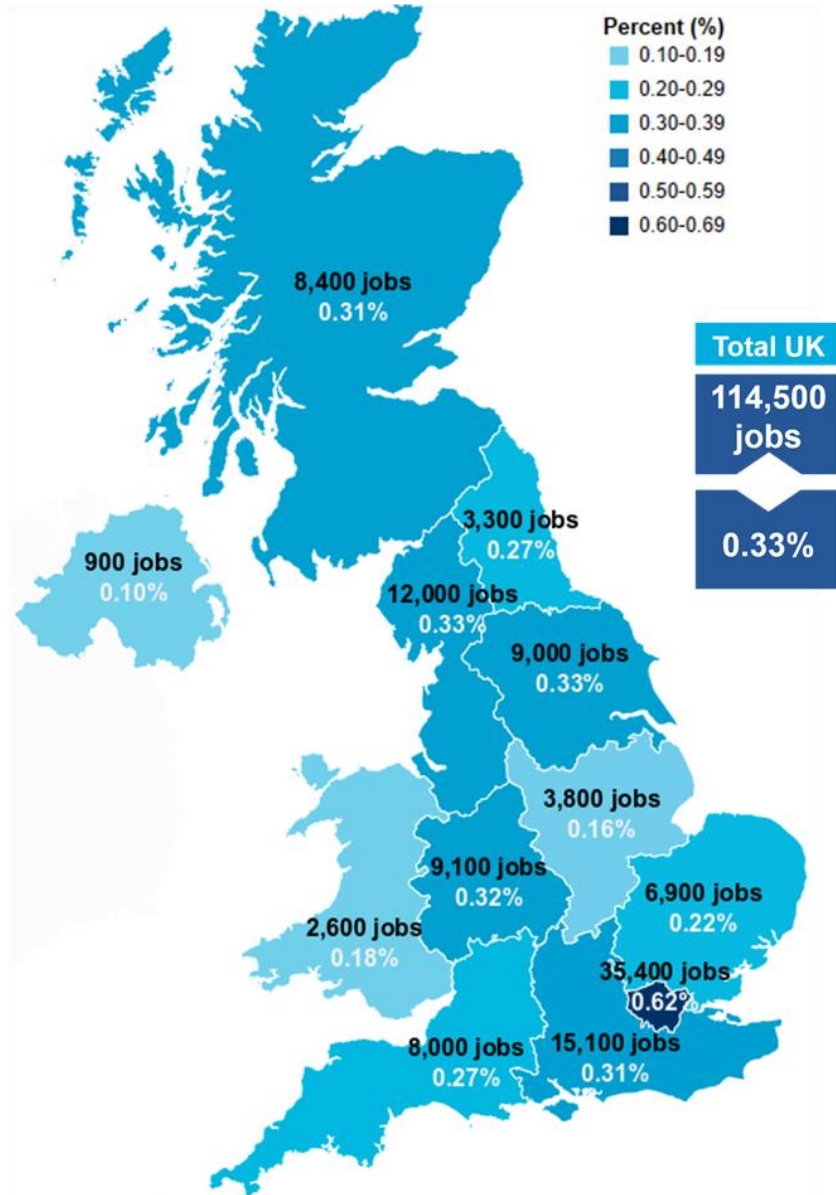 Percent (%)
0.10-0.19
0.20-0.29
0.30-0.39
0.40-0.49
0.50-0.59
0.60-0.69
8,400 jobs
0.31%
Total UK
114,500
jobs
0.33%
3,300 jobs
0.27%
900 jobs
0.10%
12,000 jobs
0.33%
9,000 jobs
0.33%
3,800 jobs
0.16%
9,100 jobs
0.32%
6,900 jobs
0.22%
2,600 jobs
0.18%
35,400 jobs
0.62%
8,000 jobs
0.27%
15,100 jobs
0.31%